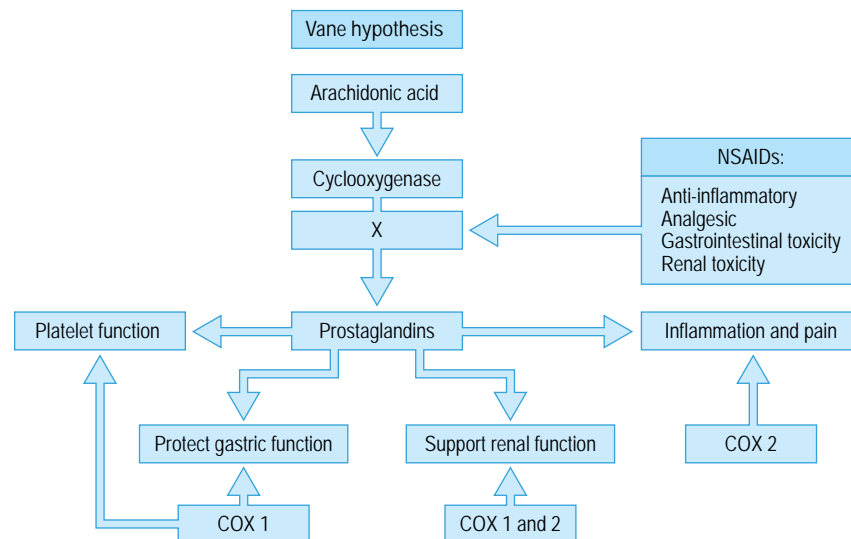 Vane hypothesis
Arachidonic acid
Cyclooxygenase
X
NSAIDs:
Anti-inflammatory
Analgesic
Gastrointestinal toxicity
Renal toxicity
Platelet function
Prostaglandins
Inflammation and pain
Protect gastric function
Support renal function
COX 2
COX 1
COX 1 and 2